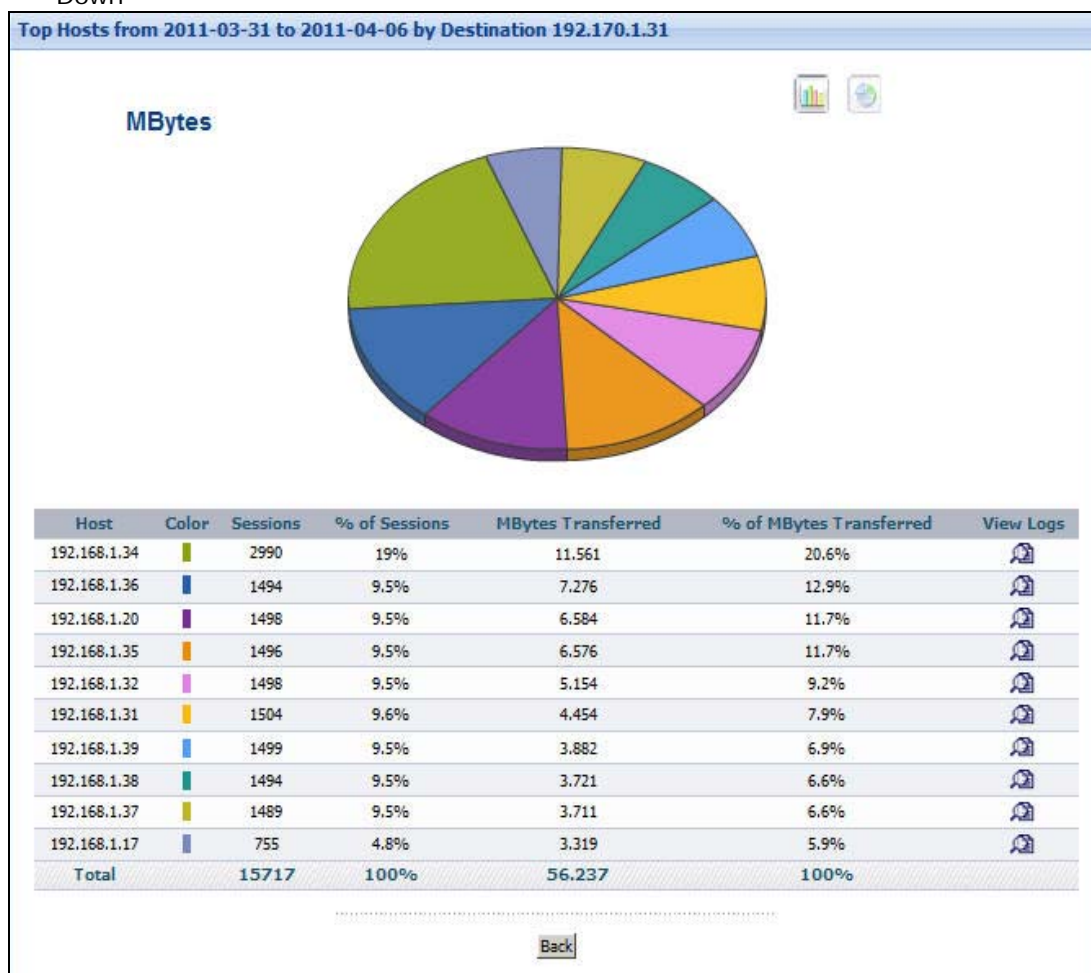 Down
Top Hosts from 2011-03-31 to 2011-04-06 by Destination 192.170.1.31
MBytes
Host Color Sessions % of Sessions MBytes Transferred % of MBytes Transferred View Logs
192.168.1.34 2990 19% 11.561 20.6%
192.168.1.36 1494 9.5% 7.276 12.9%
192.168.1.20 1498 9.5% 6.584 11.7%
192.168.1.35 1496 9.5% 6.576 11.7%
192.168.1.32 1498 9.5% 5.154 9.2%
192.168.1.31 1504 9.6% 4.454 7.9%
192.168.1.39 1499 9.5% 3.882 6.9%
192.168.1.38 1494 9.5% 3.721 6.6%
192.168.1.37 1489 9.5% 3.711 6.6%
192.168.1.17 755 4.8% 3.319 5.9%
Total 15717 100% 56.237 100%
Back